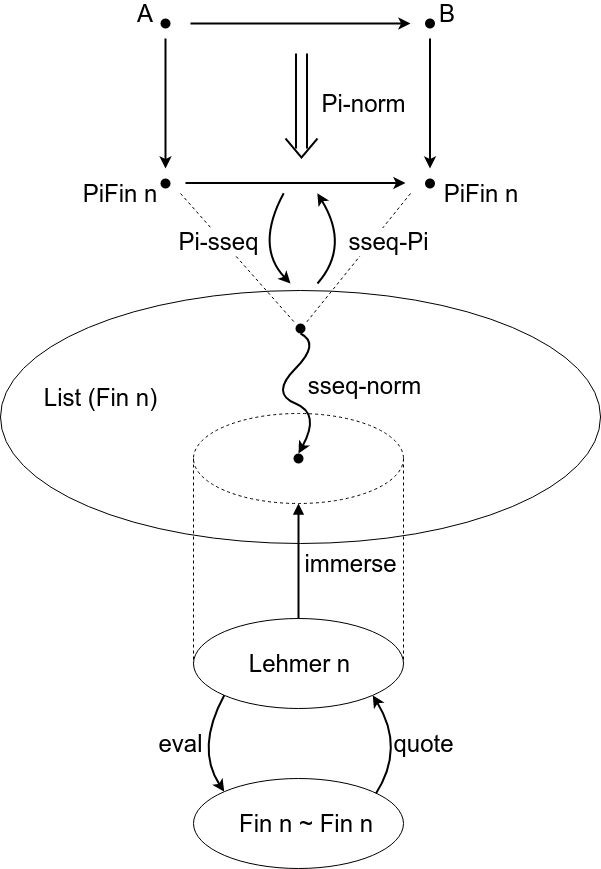 A
B
Pi-norm
PiFin n
PiFin n
Pi-sseq
sseq-Pi
List (Fin n)
sseq-norm
immerse
Lehmer n
eval
quote
Fin n ~ Fin n